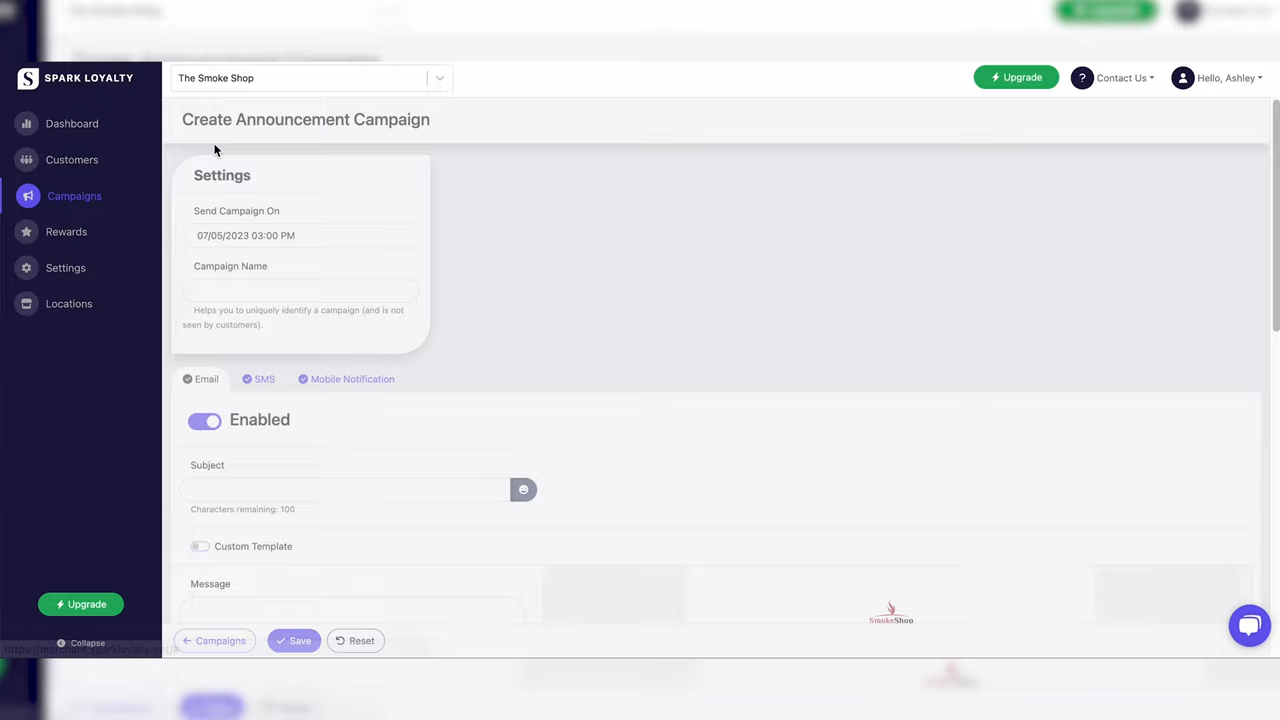 SPARK LOYALTY
The Smoke Shop
Upgrade
Contact Us
Hello, Ashley
Dashboard
Customers
Campaigns
Rewards
Settings
Locations
Upgrade
Collapse
Create Announcement Campaign
Settings
Send Campaign On
07/05/2023 03:00 PM
Campaign Name
Helps you to uniquely identify a campaign (and is not
seen by customers).
Email
SMS
Mobile Notification
Enabled
Subject
Characters remaining: 100
Custom Template
Message
SmokeShop
Campaigns
Save
Reset